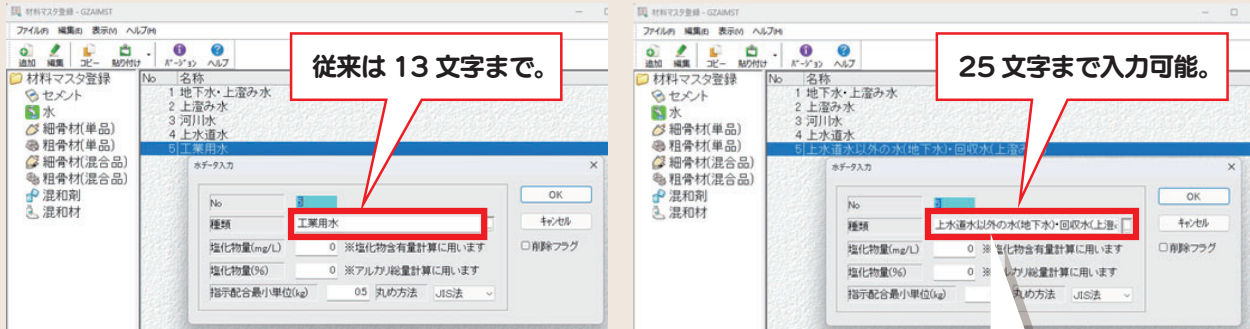 材料マスタ登録 - GZAIMST
ファイル(F) 編集(E) 表示(V) ヘルプ(H)
追加 編集 コピー 貼り付け バージョン ヘルプ
従来は 13 文字まで。
材料マスタ登録
セメント
水
細骨材(単品)
粗骨材(単品)
細骨材(混合品)
粗骨材(混合品)
混和剤
混和材
No 名称
1 地下水・上澄み水
2 上澄み水
3 河川水
4 上水道水
5 工業用水
水データ入力
No 5
種類 工業用水
塩化物量(mg/L) 0 ※塩化物含有量計算に用います
塩化物量(%) 0 ※アルカリ総量計算に用います
指示配合最小単位(kg) 0.5 丸め方法 JIS法
OK
キャンセル
削除フラグ
材料マスタ登録 - GZAIMST
ファイル(F) 編集(E) 表示(V) ヘルプ(H)
追加 編集 コピー 貼り付け バージョン ヘルプ
25 文字まで入力可能。
材料マスタ登録
セメント
水
細骨材(単品)
粗骨材(単品)
細骨材(混合品)
粗骨材(混合品)
混和剤
混和材
No 名称
1 地下水・上澄み水
2 上澄み水
3 河川水
4 上水道水
5 上水道水以外の水(地下水)・回収水(上澄み
水データ入力
No 5
種類 上水道水以外の水(地下水)・回収水(上澄
塩化物量(mg/L) 0 ※塩化物含有量計算に用います
塩化物量(%) 0 ※ルカリ総量計算に用います
指示配合最小単位(kg) 丸め方法 JIS法
OK
キャンセル
削除フラグ